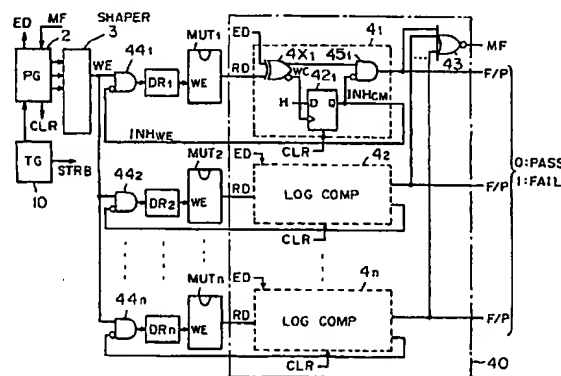 ED
MF
SHAPER
2
3
PG
WE
44₁
DR₁
MUT₁
WE
ED
RD
4X₁
WC
45₁
4₁
42₁
H
D
Q
INHCM
CLR
43
MF
F/P
CLR
INHWE
TG
STRB
10
44₂
DR₂
MUT₂
WE
ED
RD
4₂
LOG COMP
CLR
F/P
0:PASS
1:FAIL
44n
DRn
MUTn
WE
ED
RD
4n
LOG COMP
CLR
F/P
40